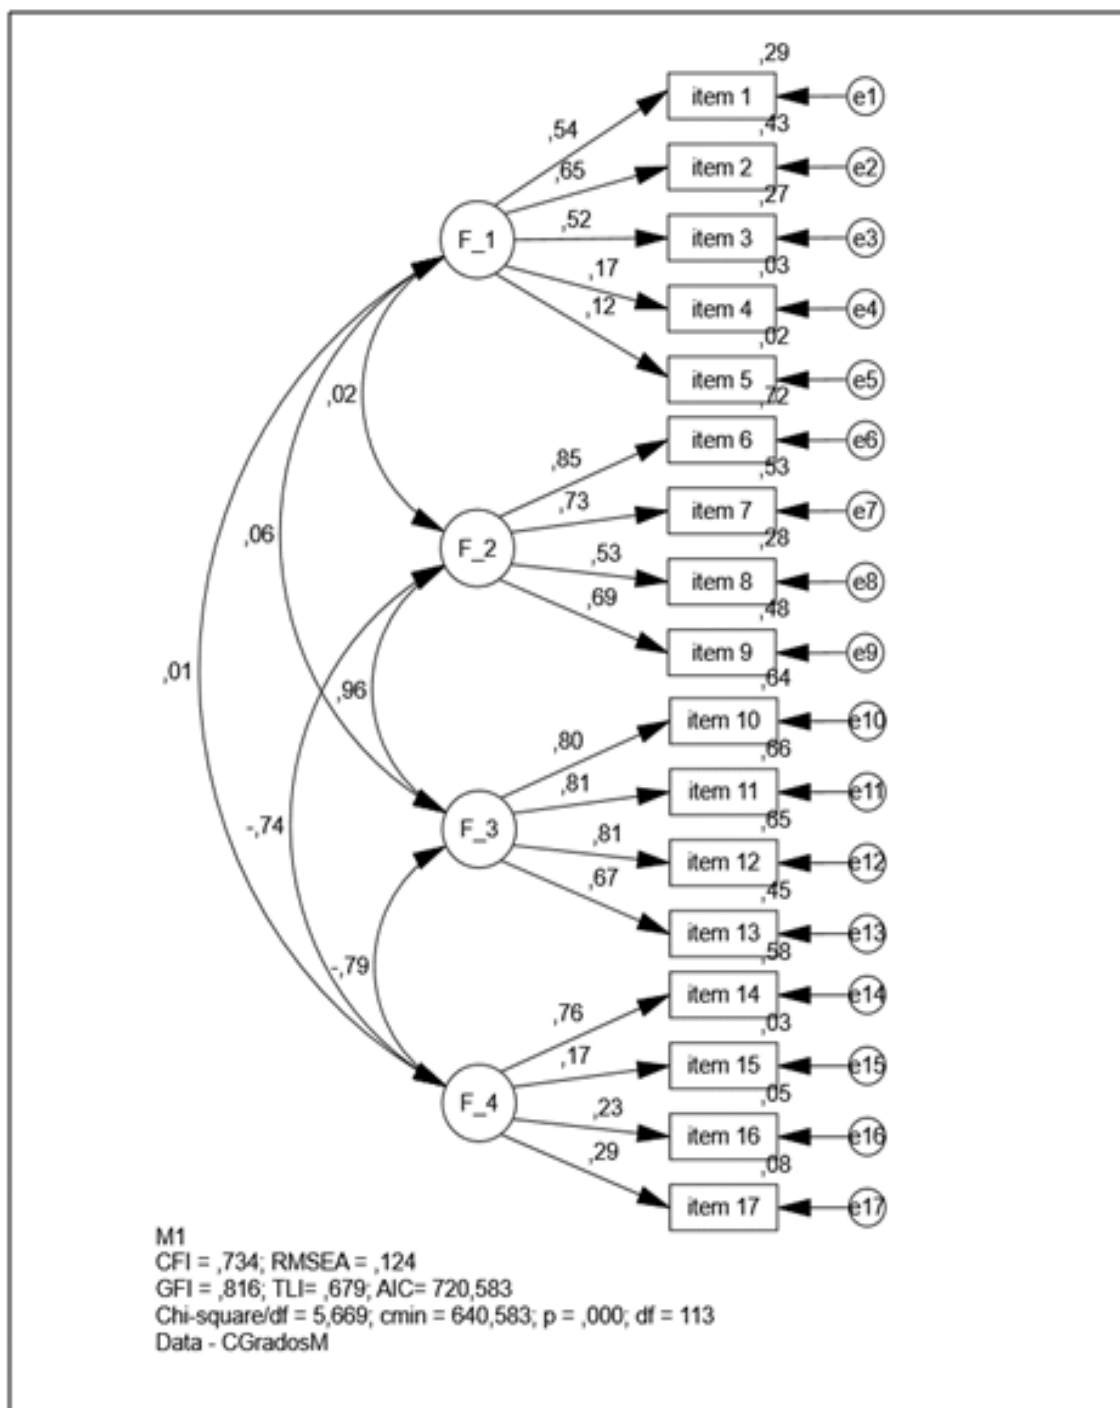 ,29
item 1
e1
,54
,43
item 2
e2
,65
,27
F_1
,52
item 3
e3
,03
,17
item 4
e4
,12
,02
item 5
e5
,02
,72
item 6
e6
,85
,53
,73
item 7
e7
,28
,06
F_2
,53
item 8
e8
,69
,48
item 9
e9
,01
,64
,96
item 10
e10
,80
,66
,81
item 11
e11
,65
-,74
F_3
,81
item 12
e12
,67
,45
item 13
e13
,58
-,79
item 14
e14
,76
,03
,17
item 15
e15
,05
F_4
,23
item 16
e16
,29
,08
item 17
e17
M1
CFI = ,734; RMSEA = ,124
GFI = ,816; TLI= ,679; AIC= 720,583
Chi-square/df = 5,669; cmin = 640,583; p = ,000; df = 113
Data - CGradosM